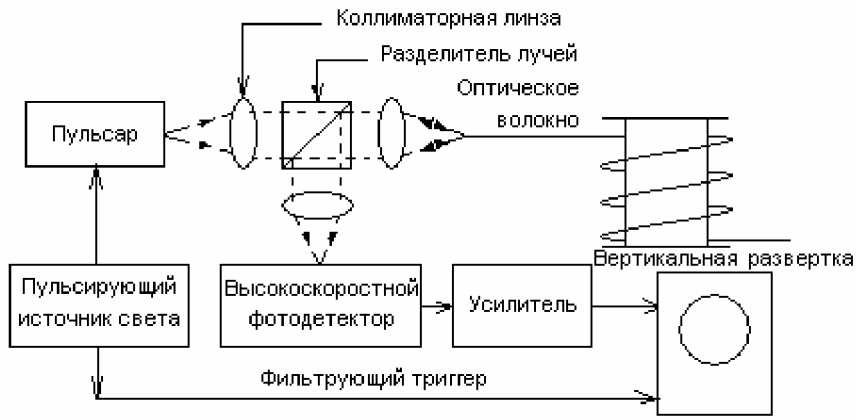 Коллиматорная линза
Разделитель лучей
Оптическое
волокно
Пульсар
Вертикальная развертка
Пульсирующий
источник света
Высокоскоростной
фотодетектор
Усилитель
Фильтрующий триггер